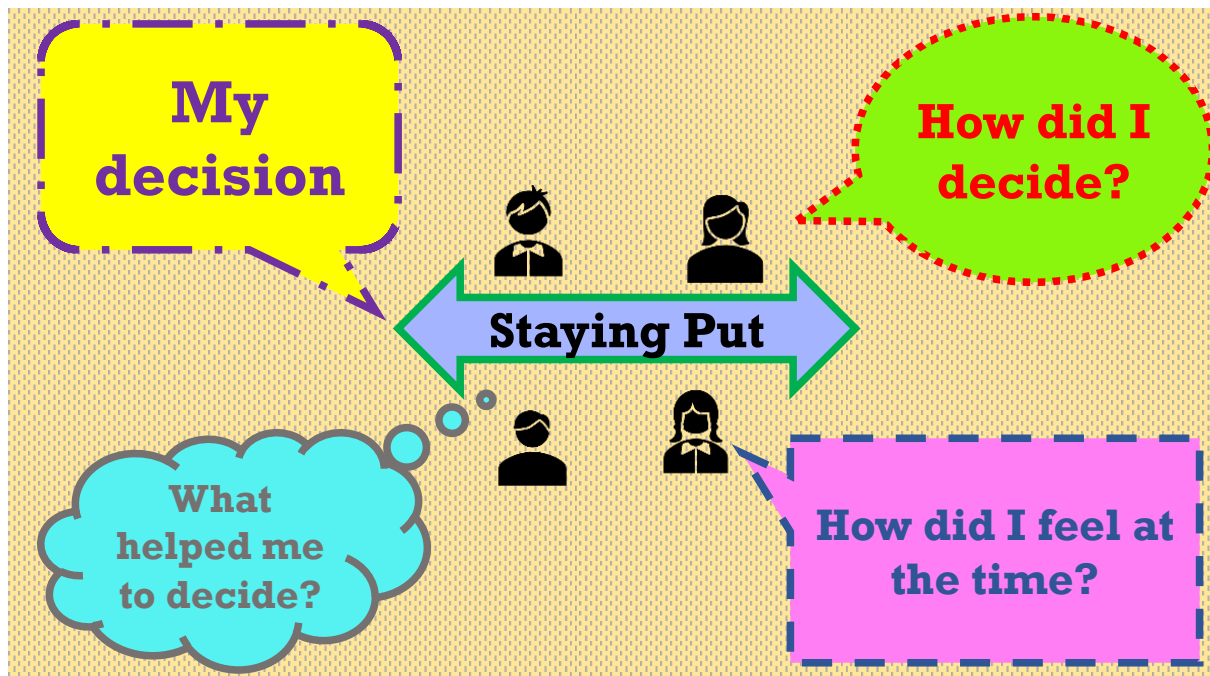 My
decision
How did I
decide?
Staying Put
What
helped me
to decide?
How did I feel at
the time?